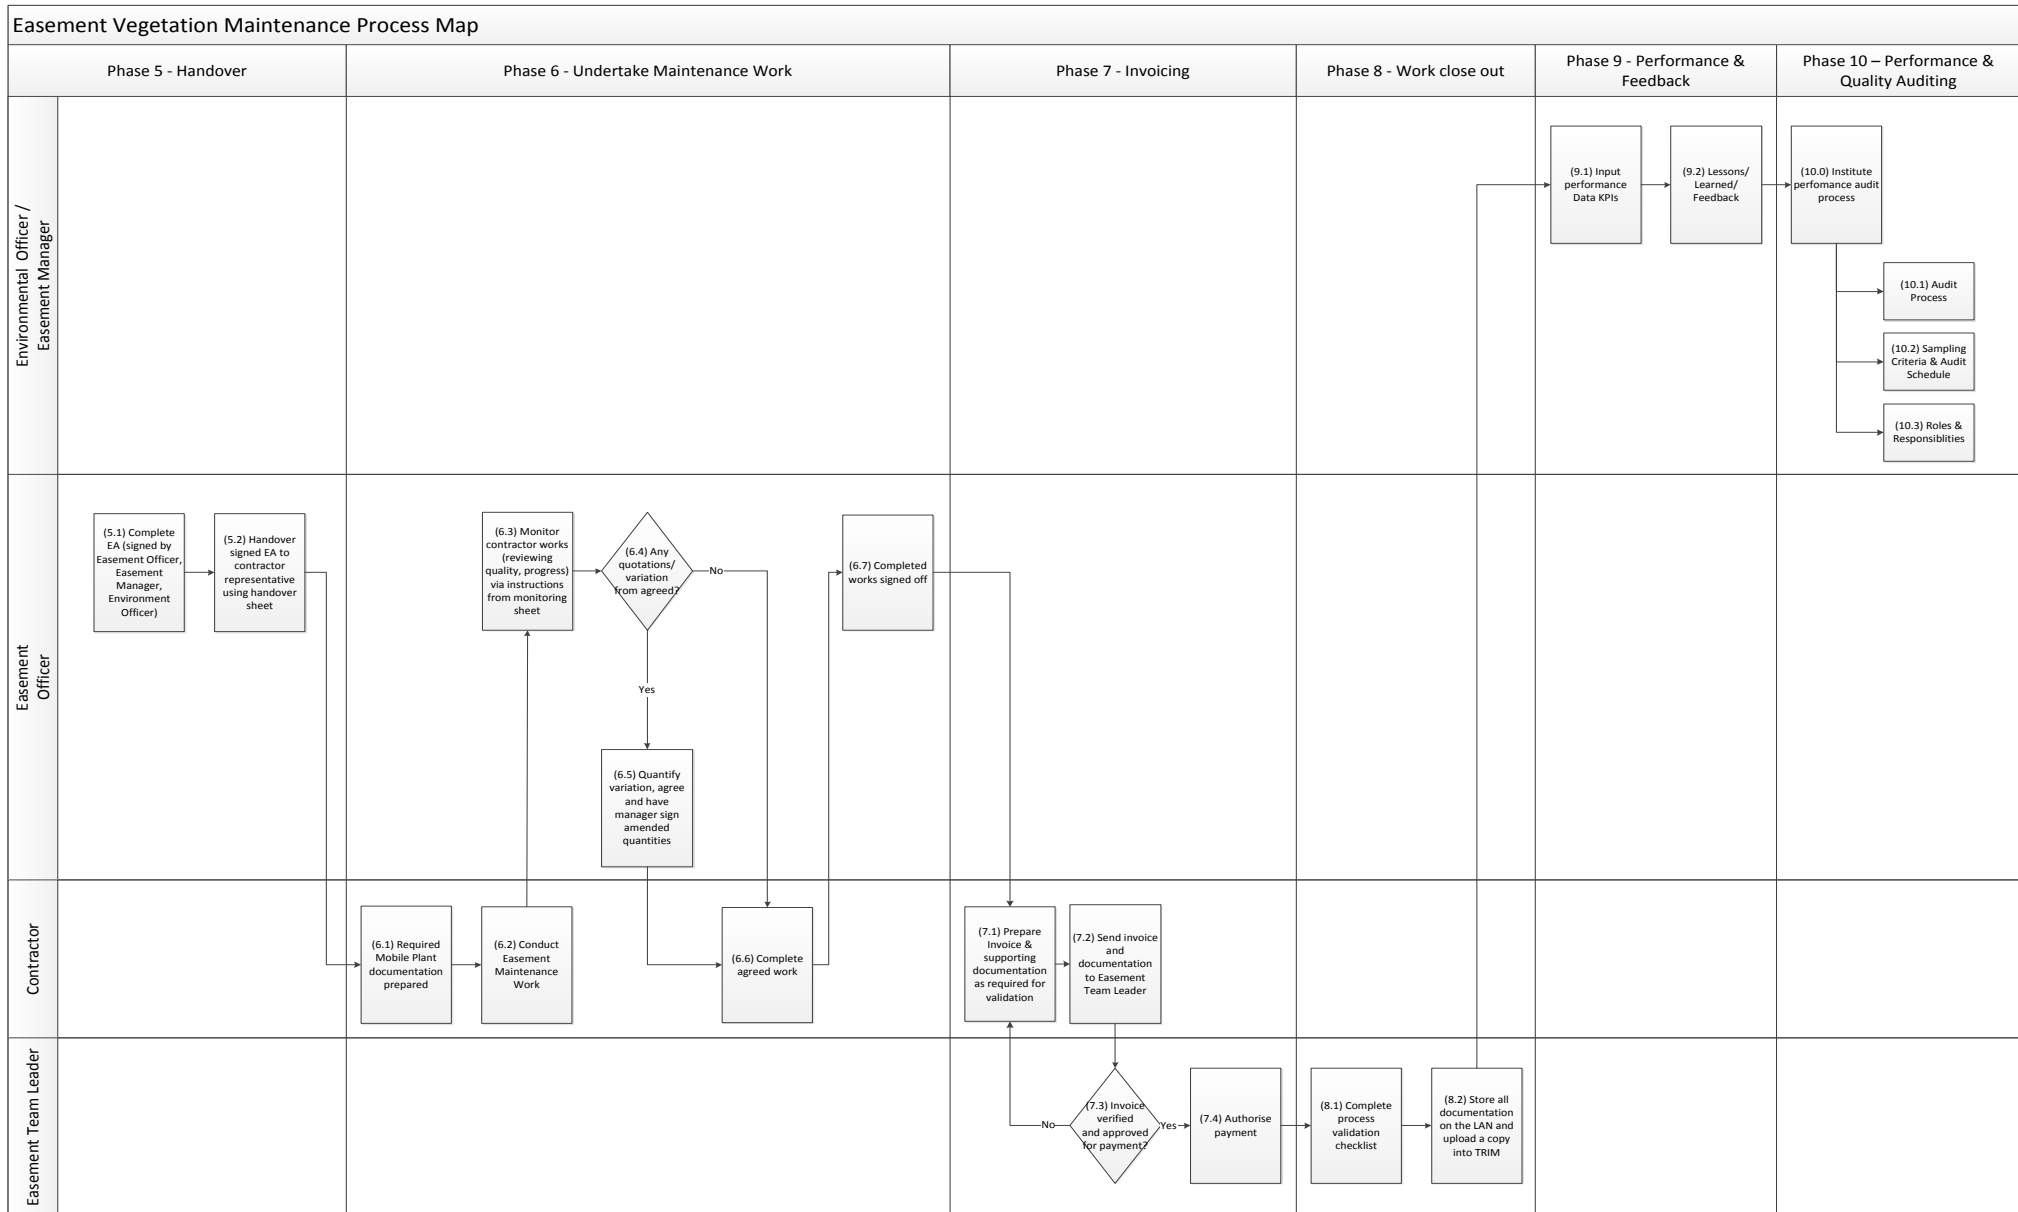 Easement Vegetation Maintenance Process Map
Phase 5 - Handover
Phase 6 - Undertake Maintenance Work
Phase 7 - Invoicing
Phase 8 - Work close out
Phase 9 - Performance &
Feedback
Phase 10 – Performance &
Quality Auditing
Environmental Officer /
Easement Manager
(9.1) Input
performance
Data KPIs
(9.2) Lessons/
Learned/
Feedback
(10.0) Institute
perfomance audit
process
(10.1) Audit
Process
(10.2) Sampling
Criteria & Audit
Schedule
(10.3) Roles &
Responsiblities
Easement
Officer
(5.1) Complete
EA (signed by
Easement Officer,
Easement
Manager,
Environment
Officer)
(5.2) Handover
signed EA to
contractor
representative
using handover
sheet
(6.3) Monitor
contractor works
(reviewing
quality, progress)
via instructions
from monitoring
sheet
(6.4) Any
quotations/
variation
from agreed?
No
Yes
(6.5) Quantify
variation, agree
and have
manager sign
amended
quantities
(6.7) Completed
works signed off
Contractor
(6.1) Required
Mobile Plant
documentation
prepared
(6.2) Conduct
Easement
Maintenance
Work
(6.6) Complete
agreed work
(7.1) Prepare
Invoice &
supporting
documentation
as required for
validation
(7.2) Send invoice
and
documentation
to Easement
Team Leader
Easement Team Leader
No
(7.3) Invoice
verified
and approved
for payment?
Yes
(7.4) Authorise
payment
(8.1) Complete
process
validation
checklist
(8.2) Store all
documentation
on the LAN and
upload a copy
into TRIM